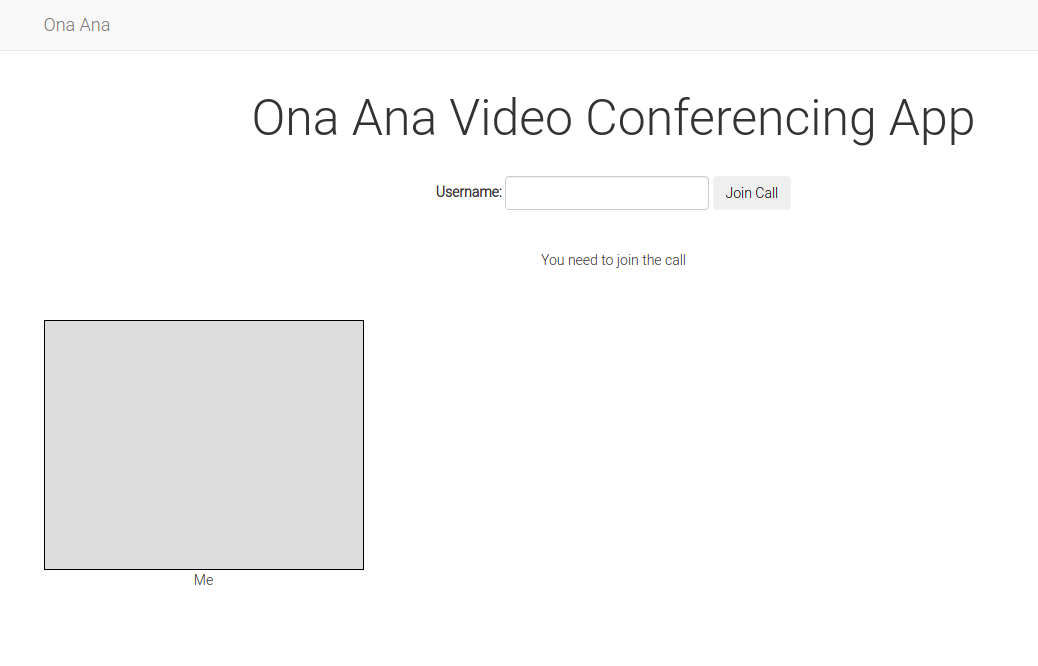 Ona Ana
Ona Ana Video Conferencing App
Username: Join Call
You need to join the call
Me